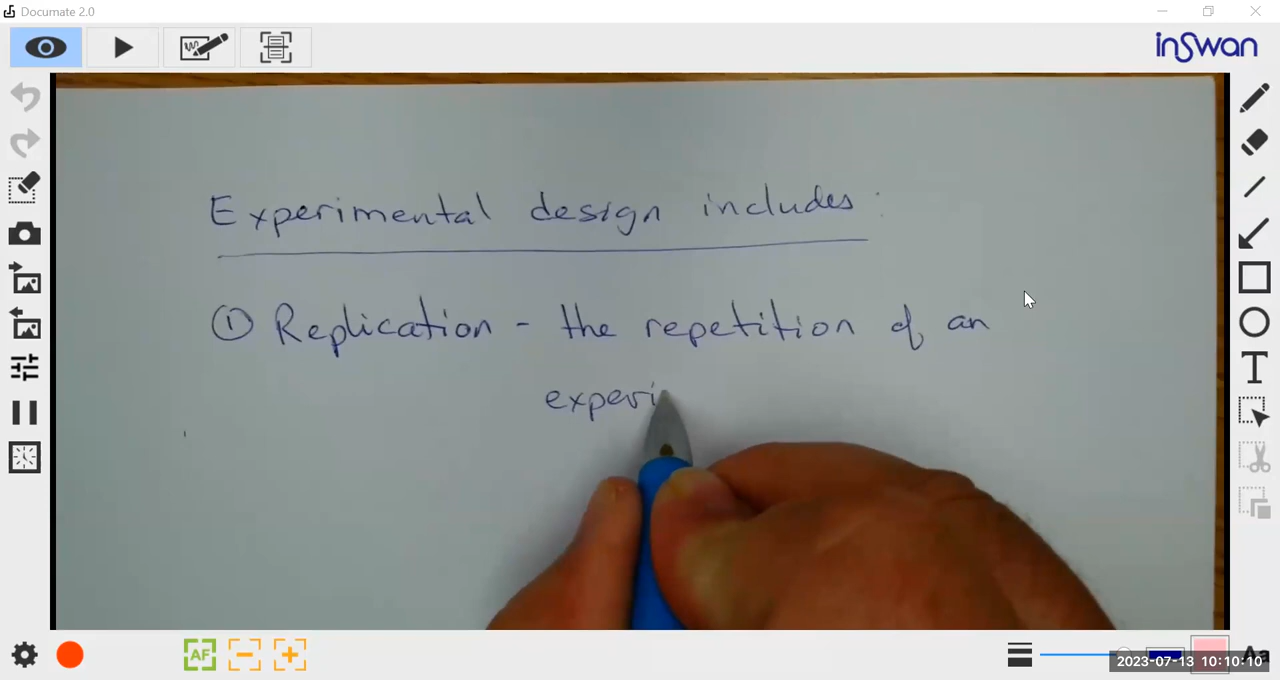 Documate 2.0
inSwan
Experimental design includes:
① Replication - the repetition of an
experi
AF
T
Aa
2023-07-13 10:10:10